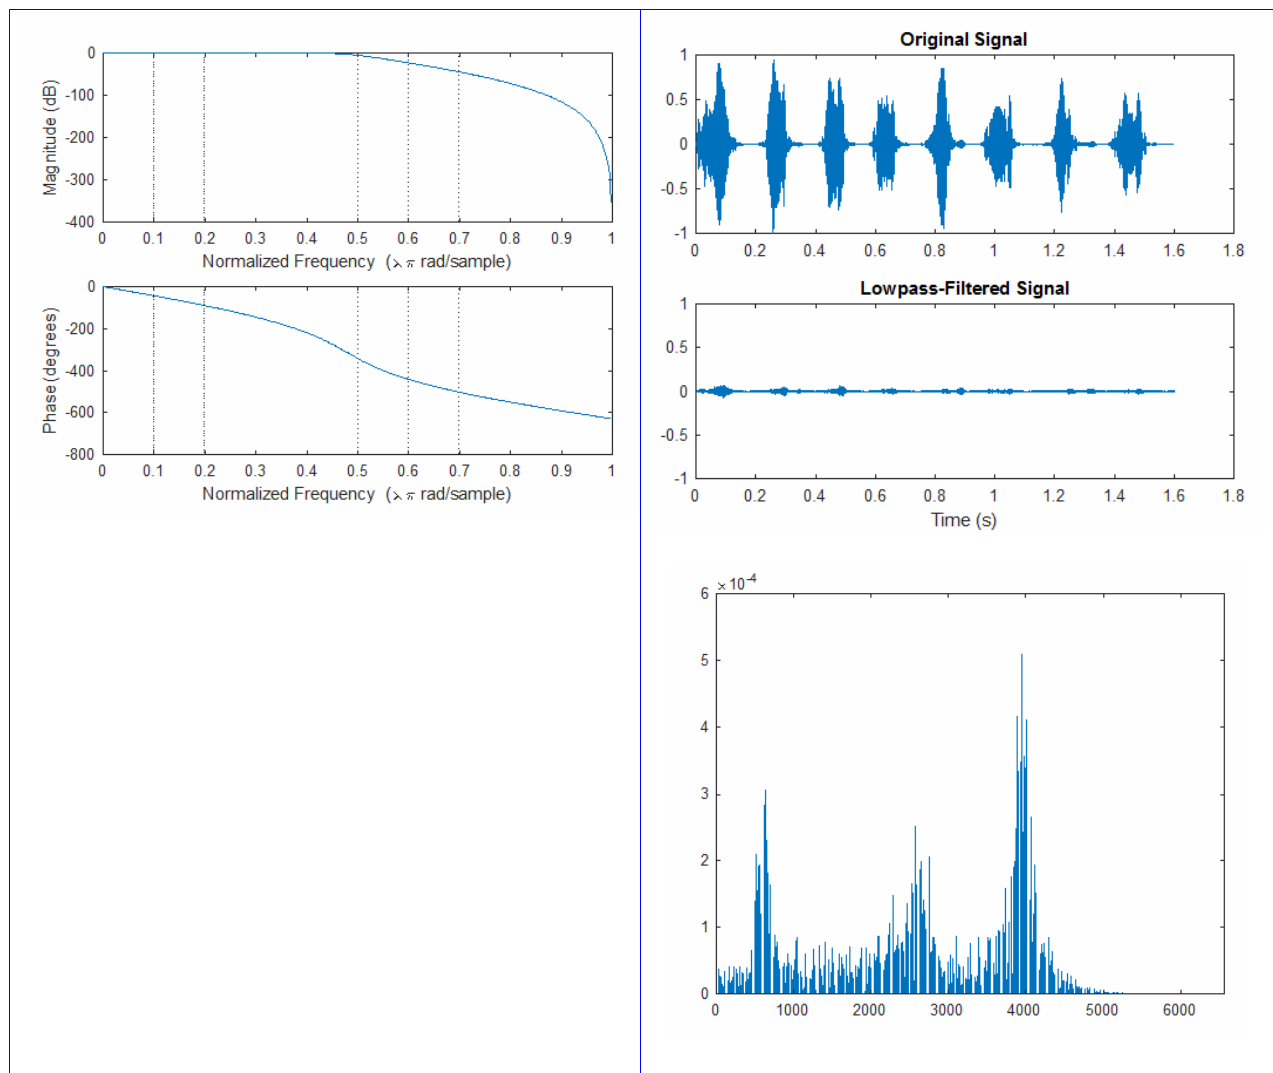 0
-100
-200
-300
-400
Magnitude (dB)
0 0.1 0.2 0.3 0.4 0.5 0.6 0.7 0.8 0.9 1
Normalized Frequency (λπ rad/sample)
0
-200
-400
-600
-800
Phase (degrees)
0 0.1 0.2 0.3 0.4 0.5 0.6 0.7 0.8 0.9 1
Normalized Frequency (λπ rad/sample)
Original Signal
1
0.5
0
-0.5
-1
0 0.2 0.4 0.6 0.8 1 1.2 1.4 1.6 1.8
Lowpass-Filtered Signal
1
0.5
0
-0.5
-1
0 0.2 0.4 0.6 0.8 1 1.2 1.4 1.6 1.8
Time (s)
×10-4
6
5
4
3
2
1
0
0 1000 2000 3000 4000 5000 6000